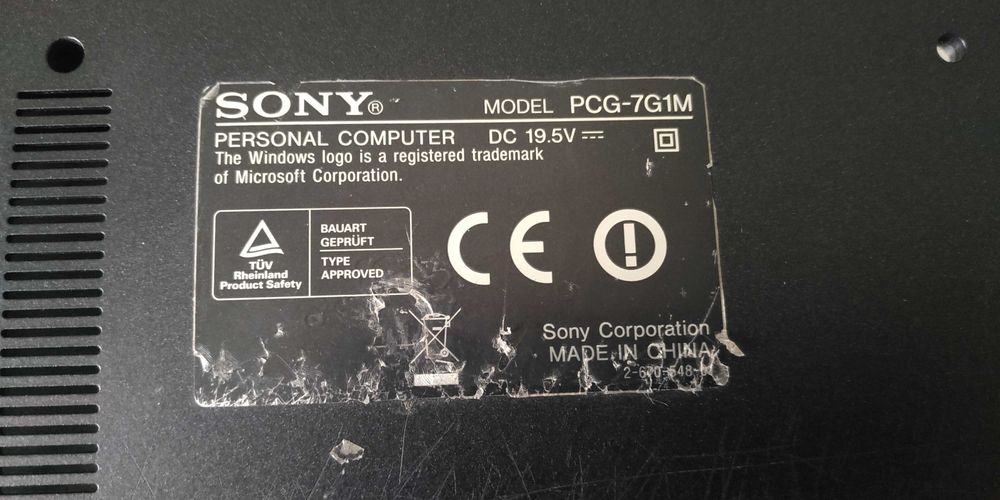 SONY®
MODEL PCG-7G1M
PERSONAL COMPUTER DC 19.5V
The Windows logo is a registered trademark
of Microsoft Corporation.
TÜV
Rheinland
Product Safety
BAUART
GEPRÜFT
TYPE
APPROVED
CE
Sony Corporation
MADE IN CHINA